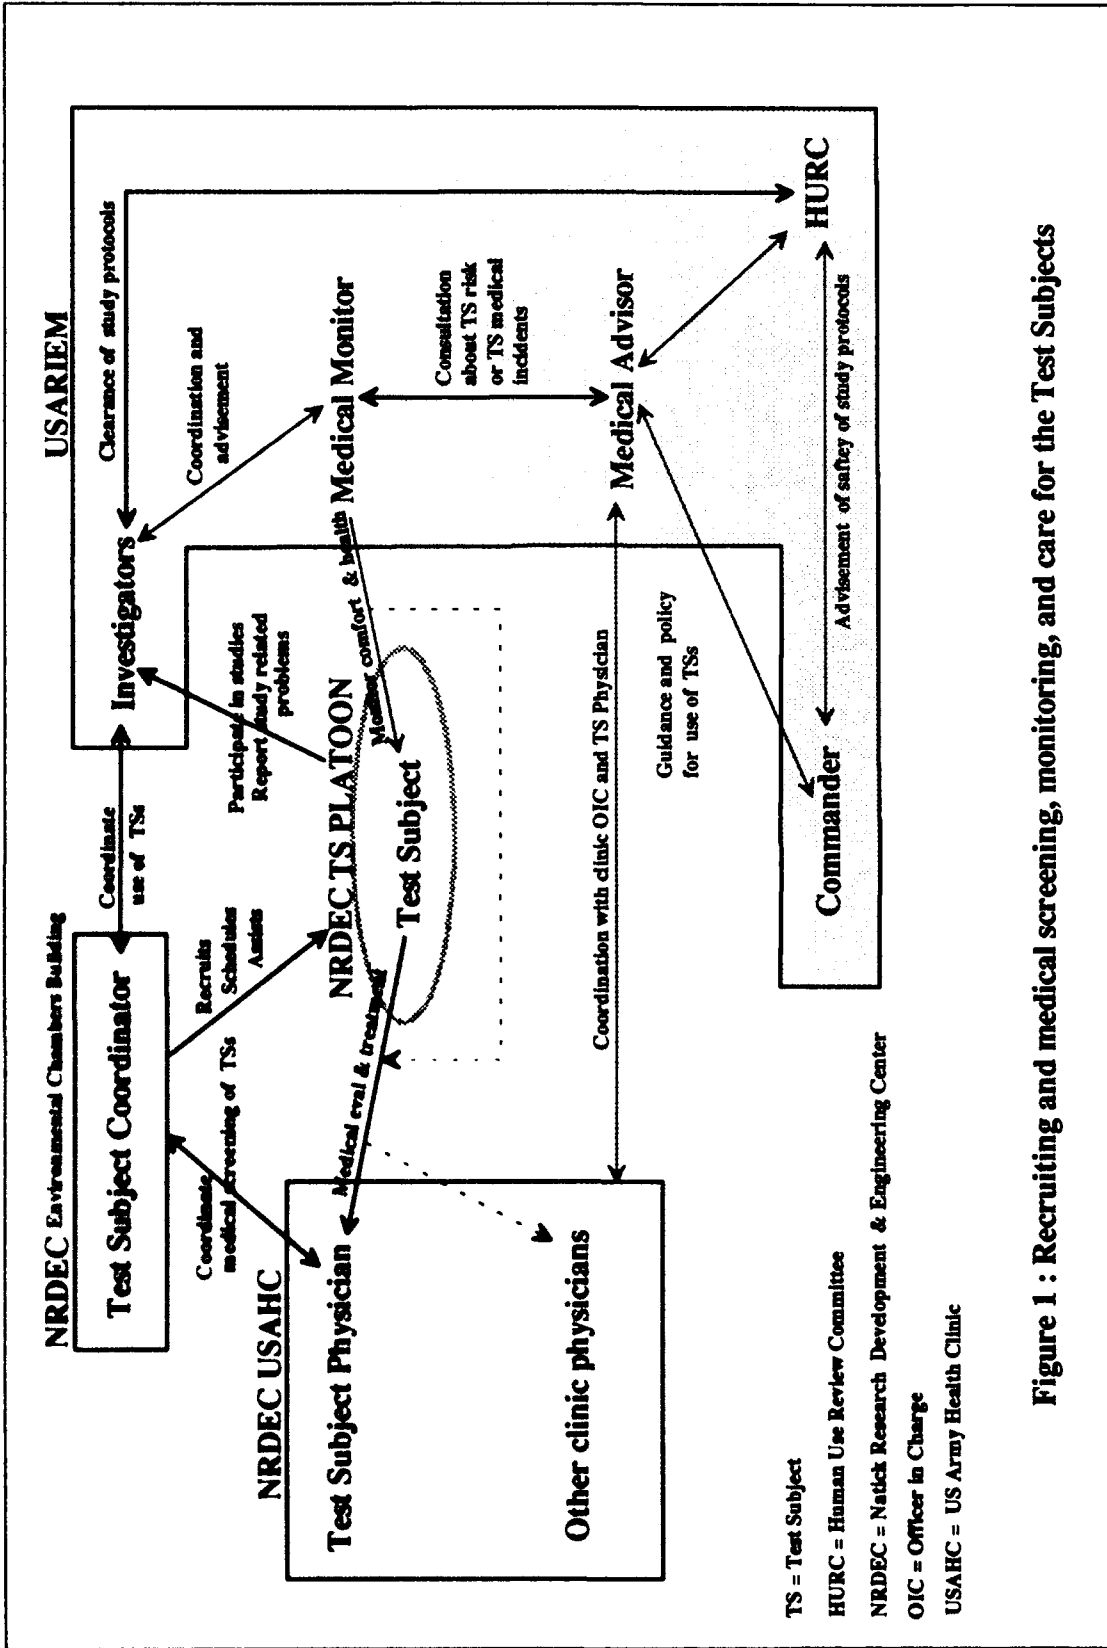 NRDEC Environmental Chambers Building
Test Subject Coordinator
Coordinate
use of TSs
USARIEM
Investigators
Clearance of study protocols
Coordination and
advisement
Recruits
Schedules
Assists
Coordinate
medical screening of TSs
Participate in studies
Report study related
problems
NRDEC USAHC
Test Subject Physician
Medical eval & treatment
NRDEC TS PLATOON
Test Subject
Monitor comfort & health
Medical Monitor
Consultation
about TS risk
or TS medical
incidents
Other clinic physicians
Coordination with clinic OIC and TS Physician
Medical Advisor
Guidance and policy
for use of TSs
Commander
Advisement of saftey of study protocols
HURC
TS = Test Subject
HURC = Human Use Review Committee
NRDEC = Natick Research Development & Engineering Center
OIC = Officer in Charge
USAHC = US Army Health Clinic
Figure 1 : Recruiting and medical screening, monitoring, and care for the Test Subjects